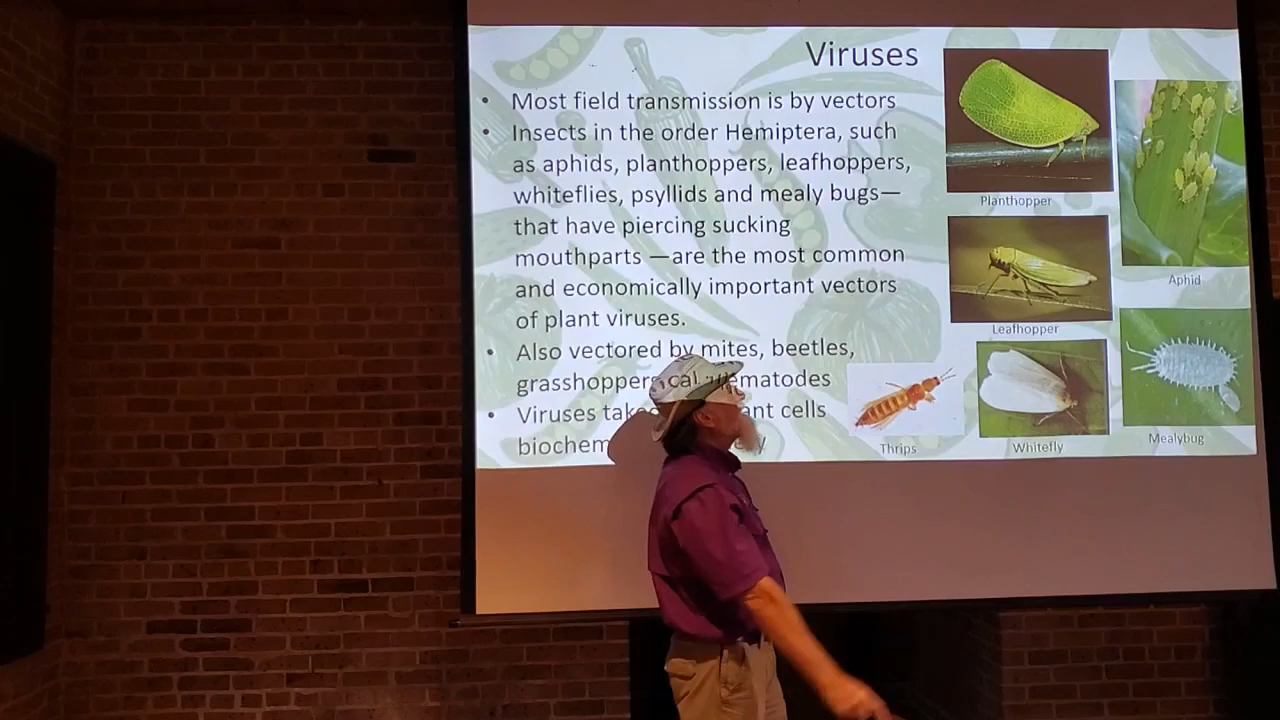 Viruses
• Most field transmission is by vectors
• Insects in the order Hemiptera, such
as aphids, planthoppers, leafhoppers,
whiteflies, psyllids and mealy bugs—
that have piercing sucking
mouthparts —are the most common
and economically important vectors
of plant viruses.
• Also vectored by mites, beetles,
grasshoppers
• Viruses cells
Planthopper
Aphid
Leafhopper
Thrips
Whitefly
Mealybug